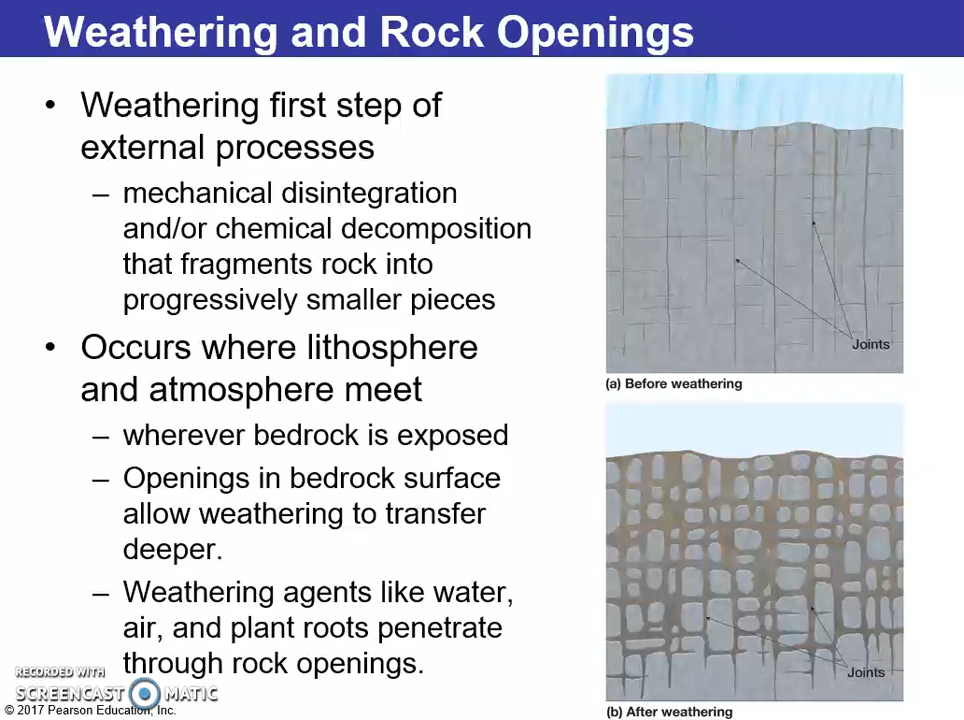 Weathering and Rock Openings
• Weathering first step of
external processes
– mechanical disintegration
and/or chemical decomposition
that fragments rock into
progressively smaller pieces
• Occurs where lithosphere
and atmosphere meet
– wherever bedrock is exposed
– Openings in bedrock surface
allow weathering to transfer
deeper.
– Weathering agents like water,
air, and plant roots penetrate
through rock openings.
Joints
(a) Before weathering
Joints
(b) After weathering
RECORDED WITH
SCREENCAST MATIC
© 2017 Pearson Education, Inc.